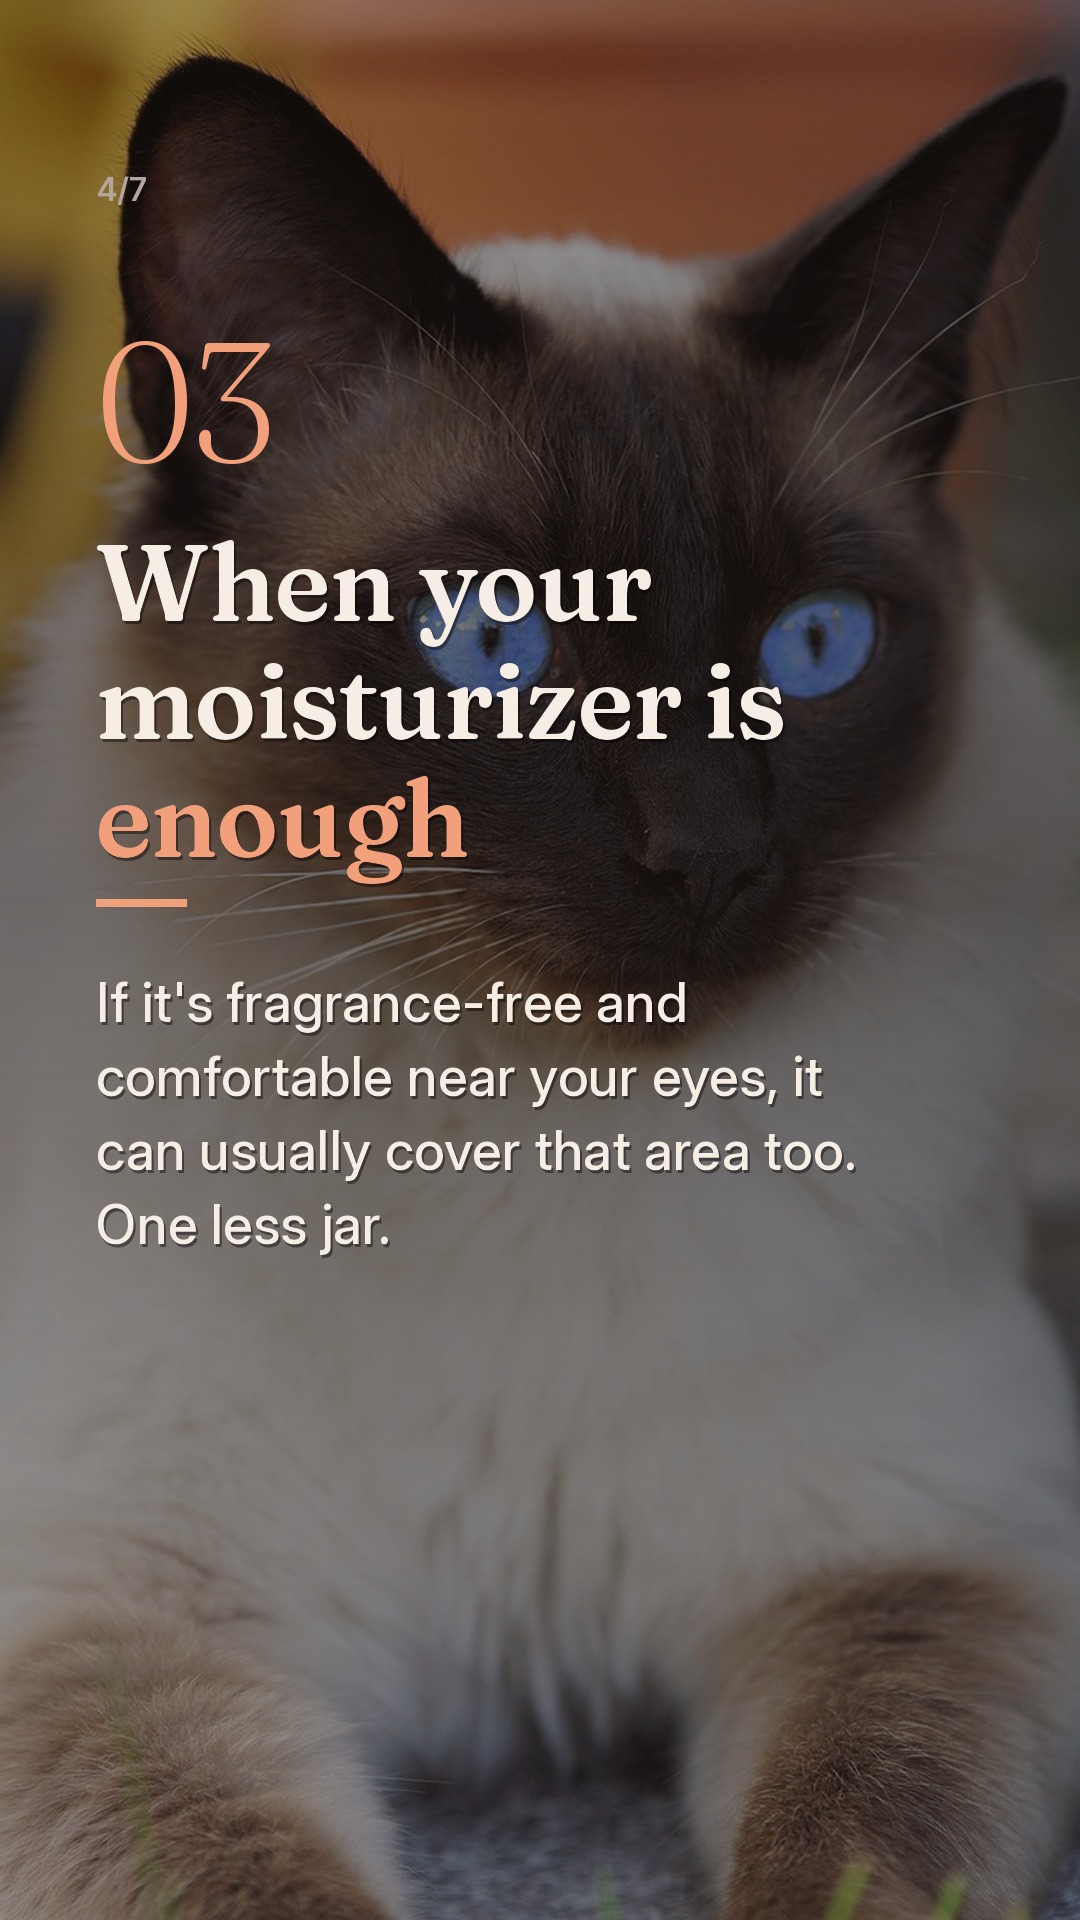 4/7
03
When your
moisturizer is
enough
If it's fragrance-free and
comfortable near your eyes, it
can usually cover that area too.
One less jar.